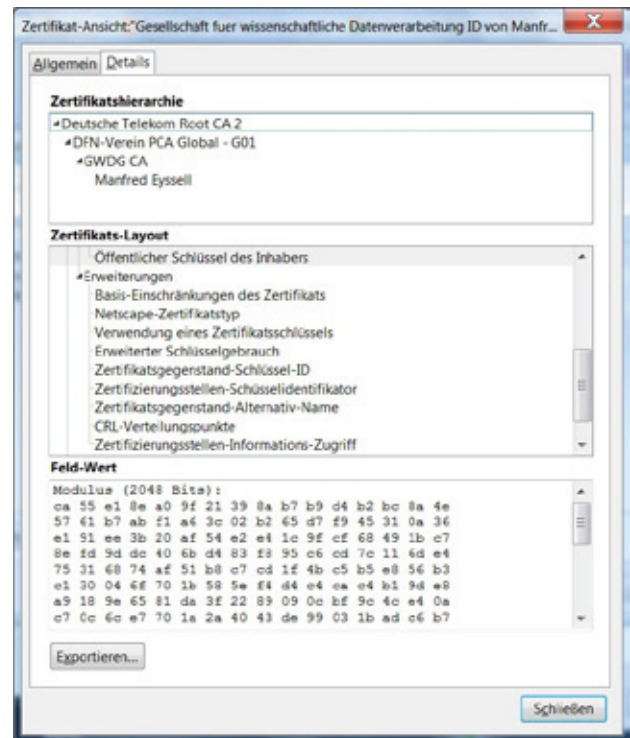 Zertifikat-Ansicht:"Gesellschaft fuer wissenschaftliche Datenverarbeitung ID von Manfr...
Allgemein Details
Zertifikatshierarchie
Deutsche Telekom Root CA 2
DFN-Verein PCA Global - G01
GWDG CA
Manfred Eyssell
Zertifikats-Layout
Öffentlicher Schlüssel des Inhabers
Erweiterungen
Basis-Einschränkungen des Zertifikats
Netscape-Zertifikatstyp
Verwendung eines Zertifikatsschlüssels
Erweiterter Schlüsselgebrauch
Zertifikatsgegenstand-Schlüssel-ID
Zertifizierungsstellen-Schüsselidentifikator
Zertifikatsgegenstand-Alternativ-Name
CRL-Verteilungspunkte
Zertifizierungsstellen-Informations-Zugriff
Feld-Wert
Modulus (2048 Bits):
ca 55 e1 8e a0 9f 21 39 8a b7 b9 d4 b2 bc 8a 4e
57 61 b7 ab f1 a6 3c 02 b2 65 d7 f9 45 31 0a 36
e1 91 ee 3b 20 af 54 e2 e4 1c 9f cf 68 49 1b c7
8e fd 9d dc 40 6b d4 83 f8 95 c6 cd 7c 11 6d e4
75 31 68 74 af 51 b8 c7 cd 1f 4b c5 b5 e8 56 b3
e1 30 04 6f 70 1b 58 5e f4 d4 e4 ca e4 b1 9d e8
a9 18 9e 65 81 da 3f 22 89 09 0c bf 9c 4c e4 0a
c7 0c 6c e7 70 1a 2a 40 43 de 99 03 1b ad c6 b7
Exportieren...
Schließen